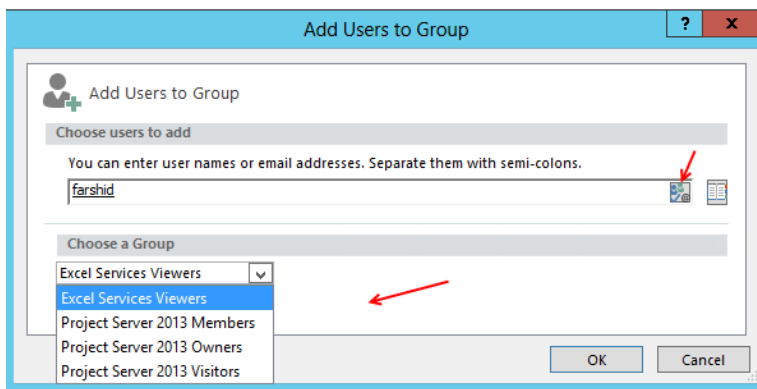 Add Users to Group
?
x
Add Users to Group
Choose users to add
You can enter user names or email addresses. Separate them with semi-colons.
farshid
Choose a Group
Excel Services Viewers
Excel Services Viewers
Project Server 2013 Members
Project Server 2013 Owners
Project Server 2013 Visitors
OK Cancel